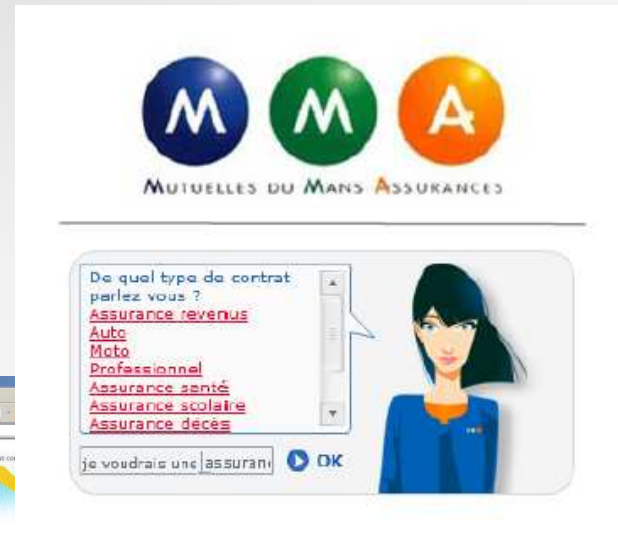 M M A
MUTUELLES DU MANS ASSURANCES
De quel type de contrat
parlez vous ?
Assurance revenus
Auto
Moto
Professionnel
Assurance santé
Assurance scolaire
Assurance décès
je voudrais une assuran
OK